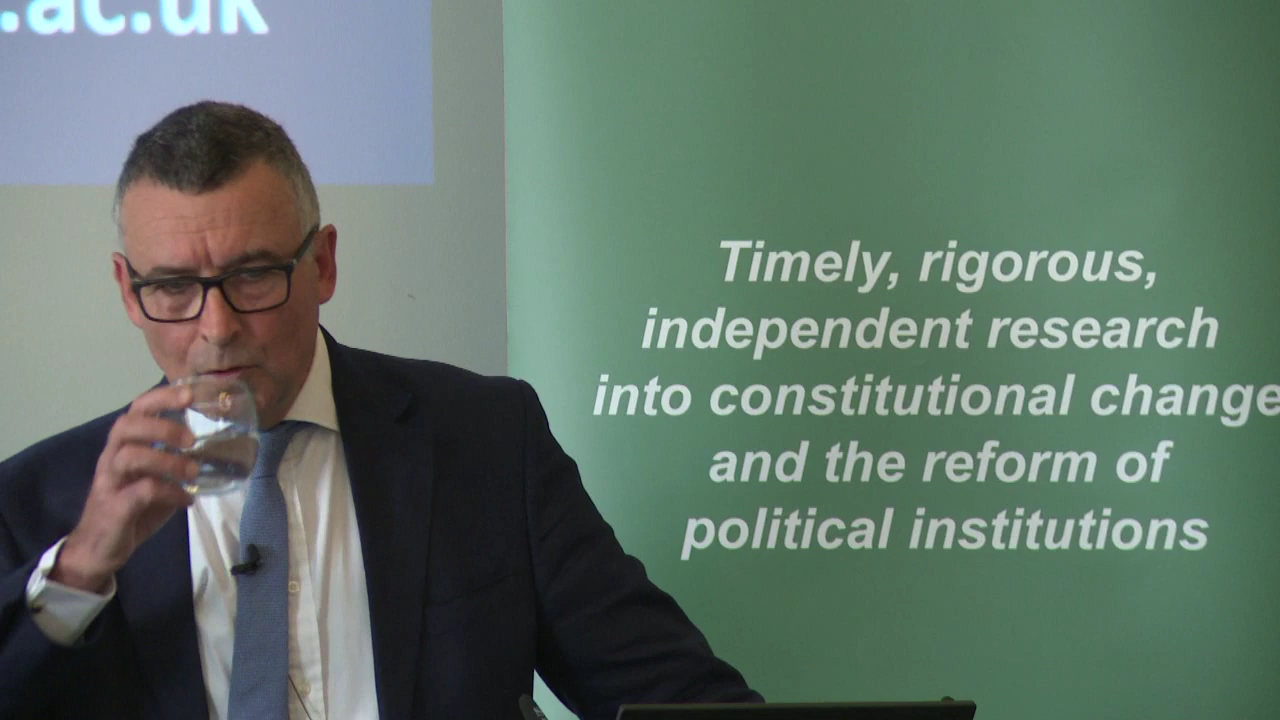 .ac.uk
Timely, rigorous,
independent research
into constitutional change
and the reform of
political institutions